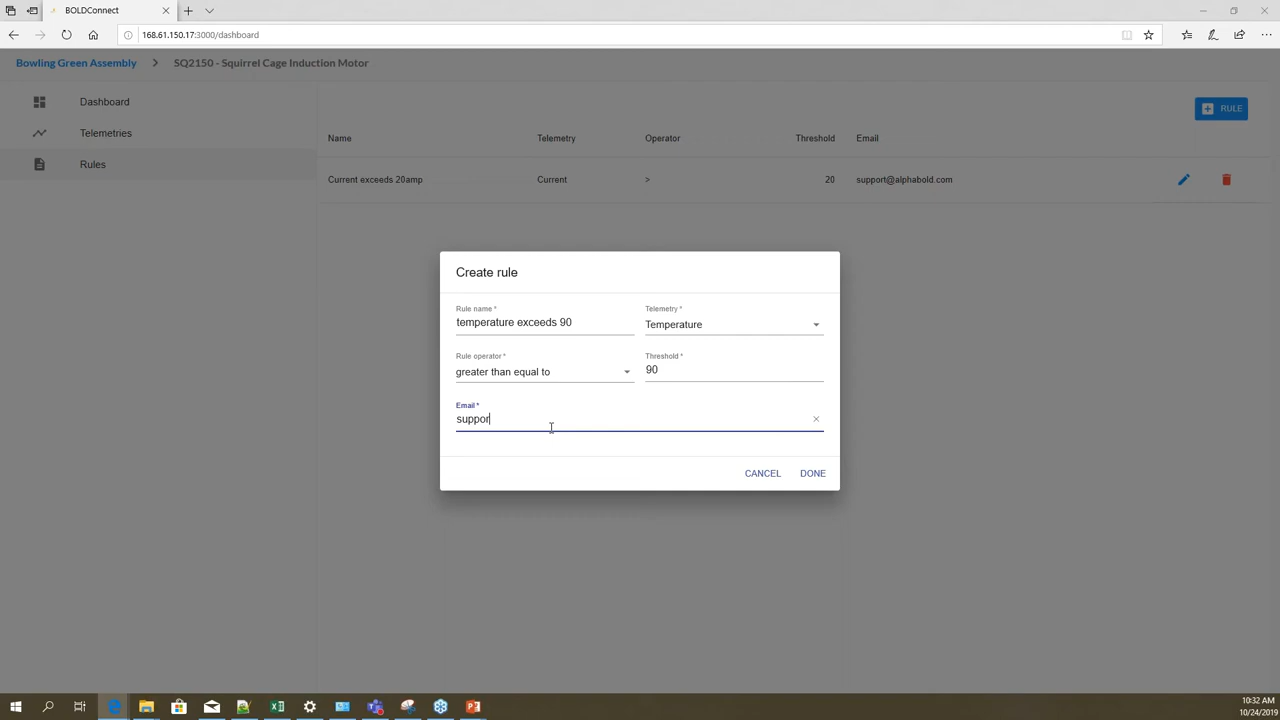 BOLDConnect
168.61.150.17:3000/dashboard
Bowling Green Assembly > SQ2150 - Squirrel Cage Induction Motor
Dashboard
Telemetries
Rules
RULE
Name Telemetry Operator Threshold Email
Current exceeds 20amp Current > 20 support@alphabold.com
Create rule
Rule name * Telemetry *
temperature exceeds 90 Temperature
Rule operator * Threshold *
greater than equal to 90
Email *
suppor
CANCEL DONE
10:32 AM
10/24/2019